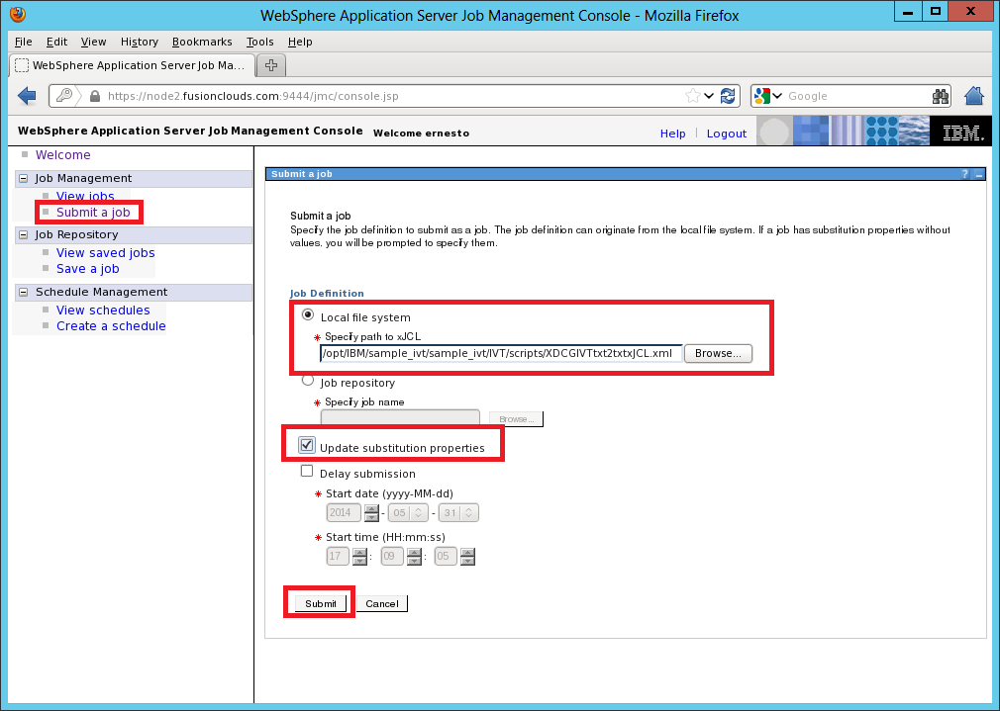 WebSphere Application Server Job Management Console - Mozilla Firefox
File Edit View History Bookmarks Tools Help
WebSphere Application Server Job Ma...
https://node2.fusionclouds.com:9444/jmc/console.jsp
Google
WebSphere Application Server Job Management Console Welcome ernesto
Help | Logout
IBM.
Welcome
Job Management
View jobs
Submit a job
Job Repository
View saved jobs
Save a job
Schedule Management
View schedules
Create a schedule
Submit a job
?
Submit a job
Specify the job definition to submit as a job. The job definition can originate from the local file system. If a job has substitution properties without
values, you will be prompted to specify them.
Job Definition
Local file system
* Specify path to xJCL
/opt/IBM/sample_ivt/sample_ivt/IVT/scripts/XDCGIVTtxt2txtxJCL.xml Browse...
Job repository
* Specify job name
Browse...
Update substitution properties
Delay submission
* Start date (yyyy-MM-dd)
2014 - 05 - 31
* Start time (HH:mm:ss)
17 : 09 : 05
Submit Cancel